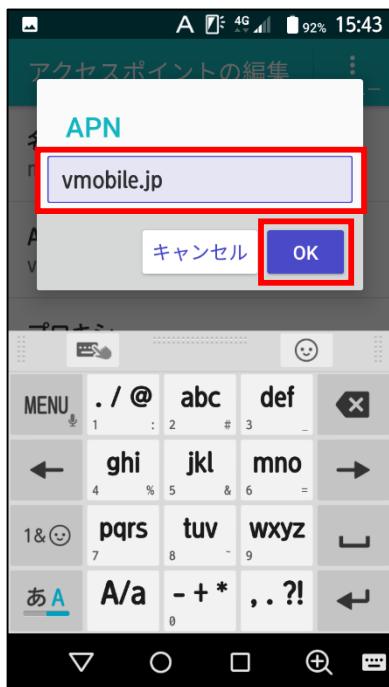 A 4G 92% 15:43
アクセスポイントの編集
APN
vmobile.jp
キャンセル OK
プロキシ
MENU ./@ abc def
1 : 2 # 3 _
ghi jkl mno
4 % 5 & 6 =
1& pqrs tuv wxyz
7 8 ~ 9
あA A/a -+* ,.?!
0